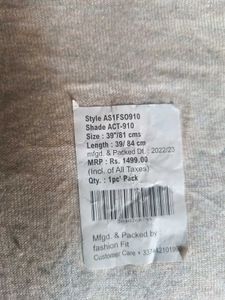 Style AS1FSO910
Shade ACT-910
Size : 39"/81 cms
Length : 39/ 84 cm
mfgd. & Packed Dt. : 2022/23
MRP : Rs. 1499.00
(Incl. of All Taxes)
Qty. : 1pc' Pack
Mfgd. & Packed by
fashion Fit
Customer Care •